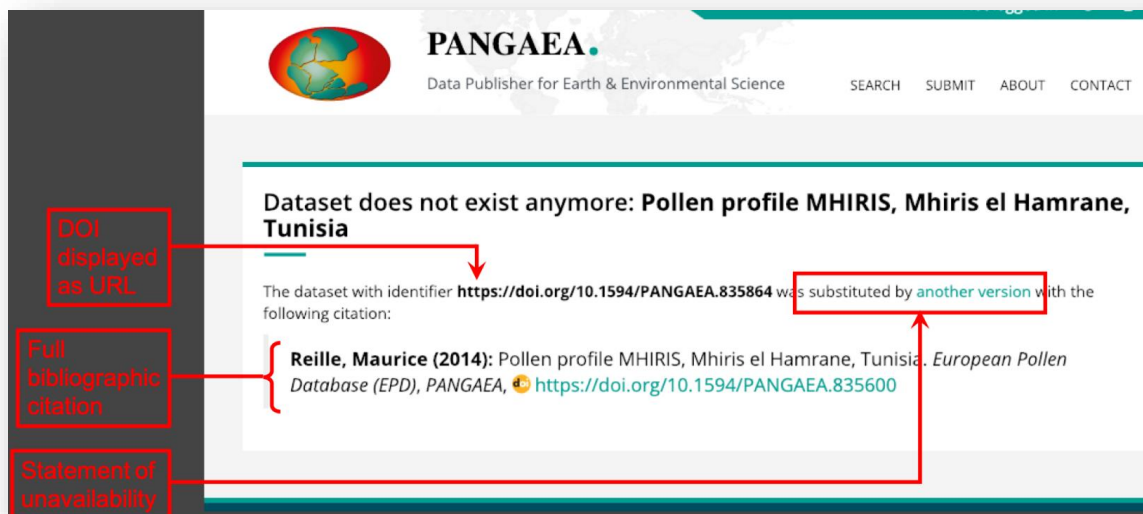 PANGAEA.
Data Publisher for Earth & Environmental Science
SEARCH SUBMIT ABOUT CONTACT
Dataset does not exist anymore: Pollen profile MHIRIS, Mhiris el Hamrane,
Tunisia
DOI
displayed
as URL
The dataset with identifier https://doi.org/10.1594/PANGAEA.835864 was substituted by another version with the
following citation:
Full
bibliographic
citation
Reille, Maurice (2014): Pollen profile MHIRIS, Mhiris el Hamrane, Tunisia. European Pollen
Database (EPD), PANGAEA, https://doi.org/10.1594/PANGAEA.835600
Statement of
unavailability